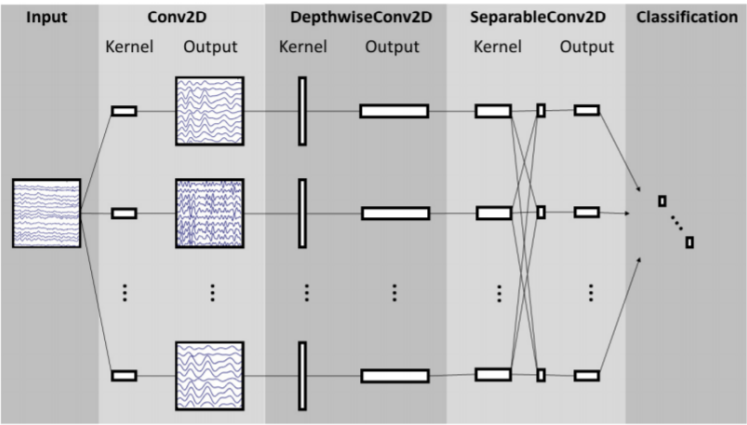 Input Conv2D DepthwiseConv2D SeparableConv2D Classification
Kernel Output Kernel Output Kernel Output